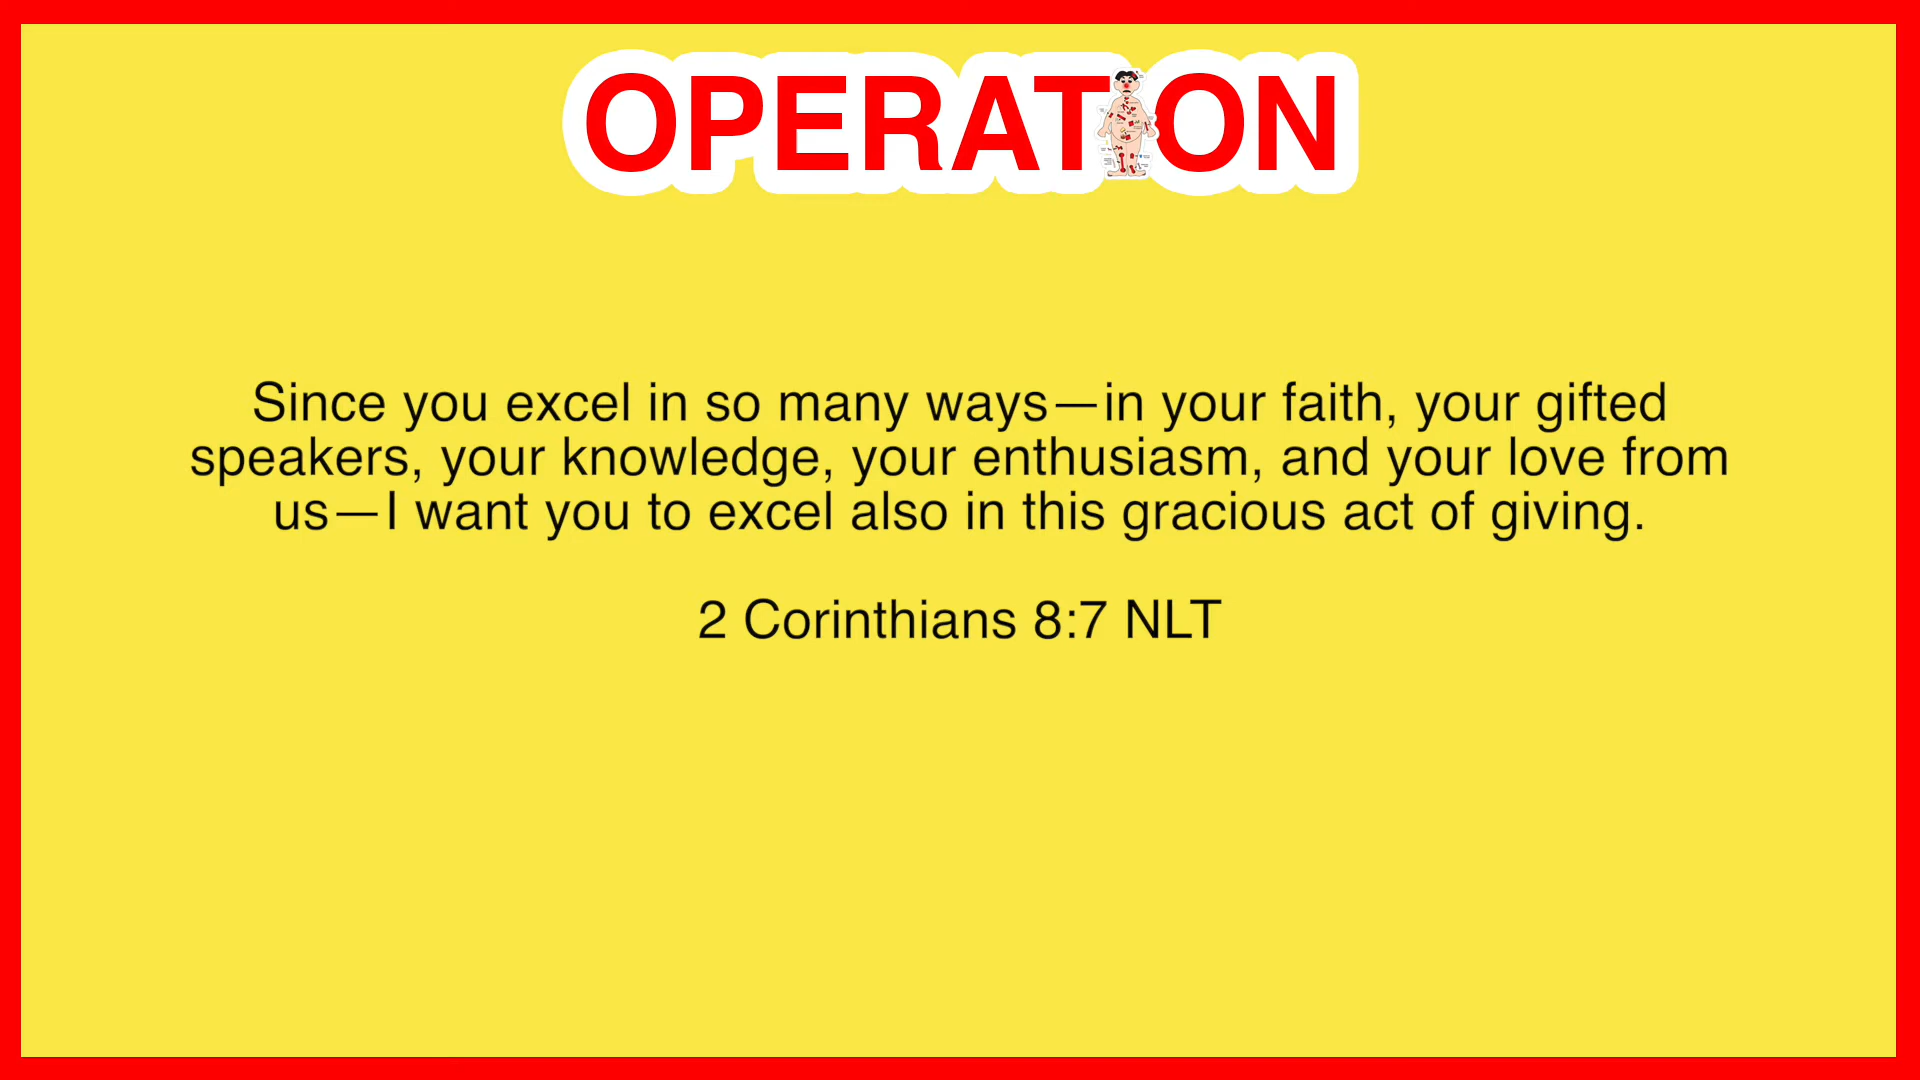 OPERATION
Since you excel in so many ways—in your faith, your gifted
speakers, your knowledge, your enthusiasm, and your love from
us—I want you to excel also in this gracious act of giving.
2 Corinthians 8:7 NLT